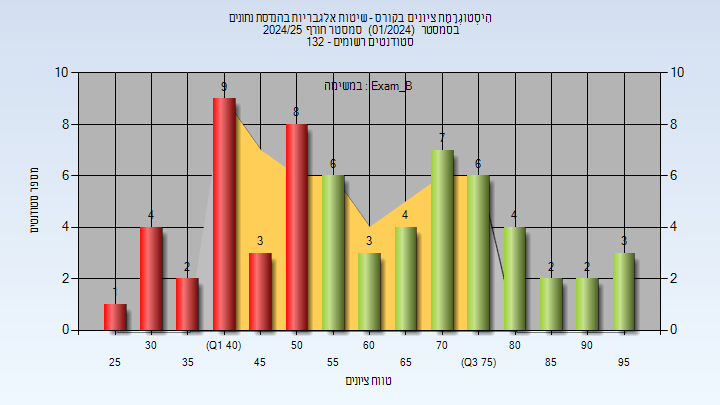 היסטוגרמת ציונים בקורס - שיטות אלגבריות בהנדסת נתונים
בסמסטר (01/2024) סמסטר חורף 2024/25
סטודנטים רשומים - 132
במשימה : Exam_B
מספר סטודנטים
10 10
8 8
6 6
4 4
2 2
0 0
1 4 2 9 3 8 6 3 4 7 6 4 2 2 3
30 (Q1 40) 50 60 70 80 90
25 35 45 55 65 (Q3 75) 85 95
טווח ציונים